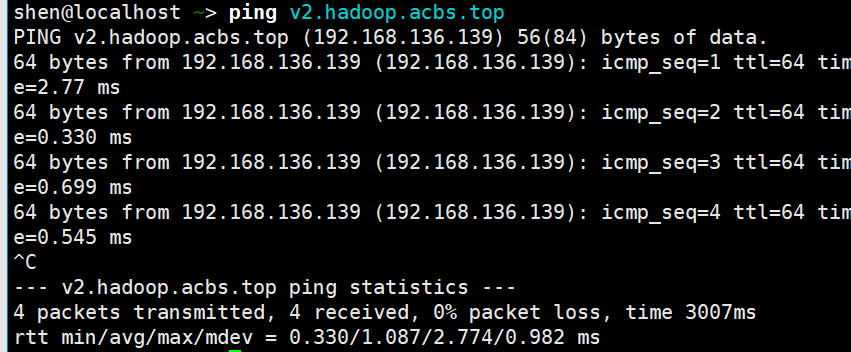 shen@localhost ~> ping v2.hadoop.acbs.top
PING v2.hadoop.acbs.top (192.168.136.139) 56(84) bytes of data.
64 bytes from 192.168.136.139 (192.168.136.139): icmp_seq=1 ttl=64 tim
e=2.77 ms
64 bytes from 192.168.136.139 (192.168.136.139): icmp_seq=2 ttl=64 tim
e=0.330 ms
64 bytes from 192.168.136.139 (192.168.136.139): icmp_seq=3 ttl=64 tim
e=0.699 ms
64 bytes from 192.168.136.139 (192.168.136.139): icmp_seq=4 ttl=64 tim
e=0.545 ms
^C
--- v2.hadoop.acbs.top ping statistics ---
4 packets transmitted, 4 received, 0% packet loss, time 3007ms
rtt min/avg/max/mdev = 0.330/1.087/2.774/0.982 ms